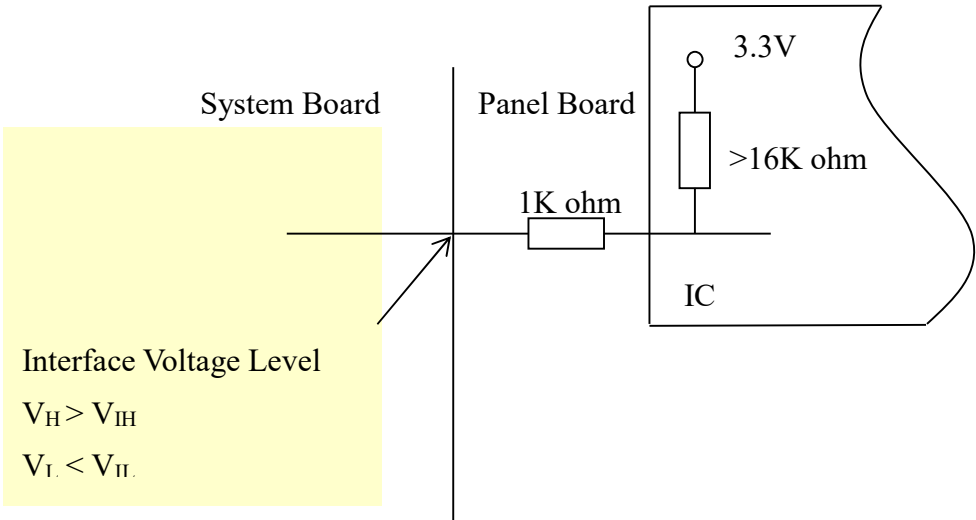 3.3V
System Board
Panel Board
>16K ohm
1K ohm
IC
Interface Voltage Level
VH > VIH
VL < VIL